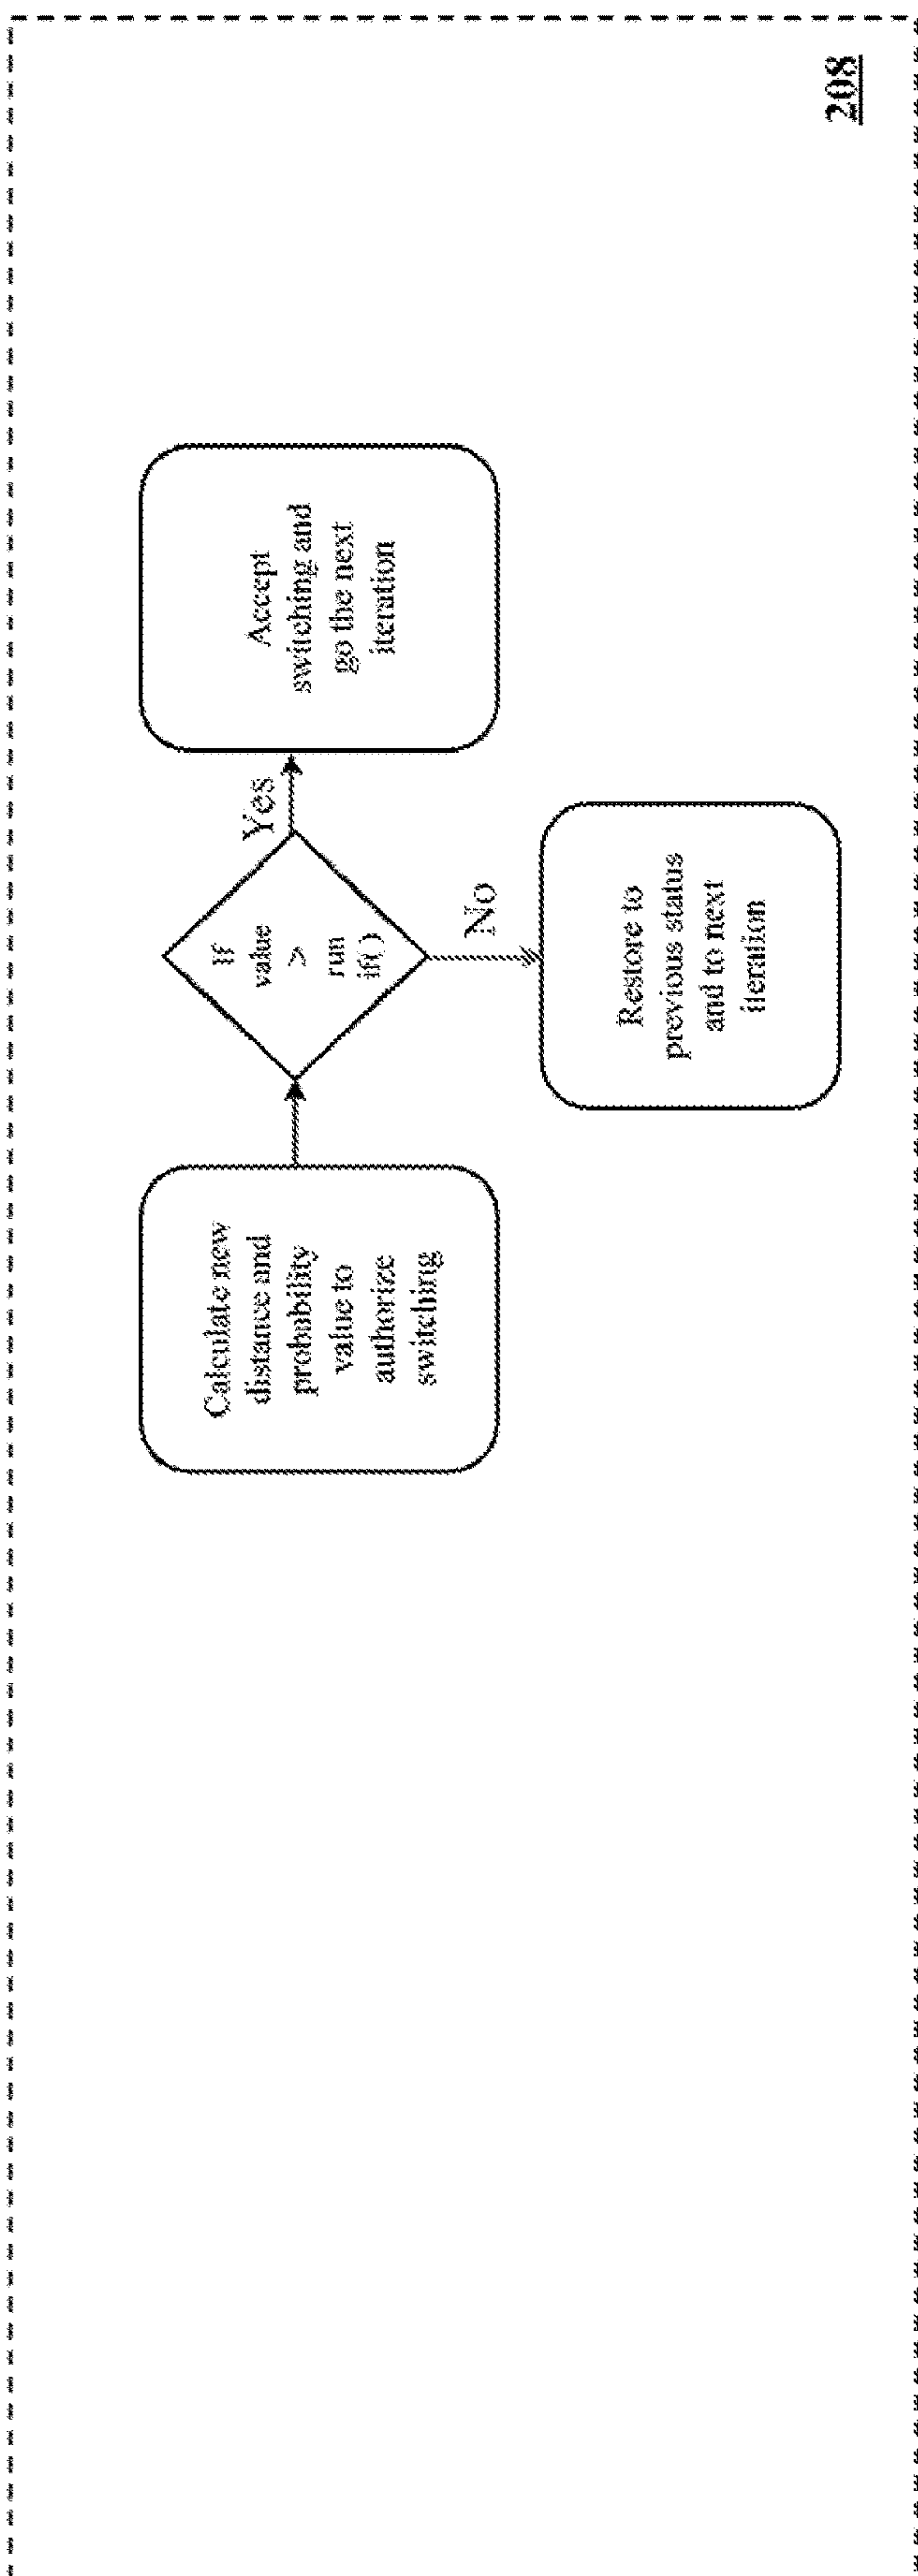 Calculate new
distance and
probability
value to
authorize
switching
If
value
>
run
if()
Yes
Accept
switching and
go the next
iteration
No
Restore to
previous status
and to next
iteration
208